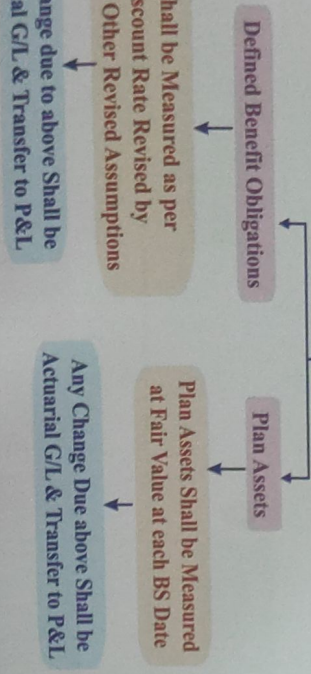 Defined Benefit Obligations
hall be Measured as per
scount Rate Revised by
Other Revised Assumptions
ange due to above Shall be
al G/L & Transfer to P&L
Plan Assets
Plan Assets Shall be Measured
at Fair Value at each BS Date
Any Change Due above Shall be
Actuarial G/L & Transfer to P&L